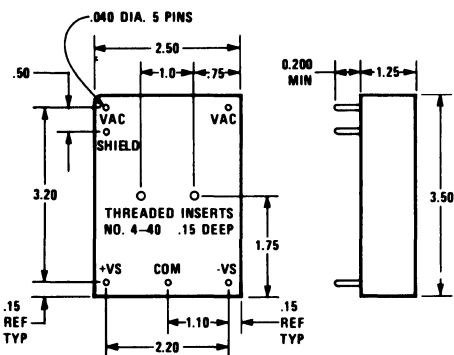 .040 DIA. 5 PINS
2.50
.50
1.0
.75
0.200
MIN
1.25
VAC
VAC
SHIELD
3.20
3.50
THREADED INSERTS
NO. 4-40 .15 DEEP
1.75
+VS
COM
-VS
.15
REF
TYP
1.10
.15
REF
TYP
2.20